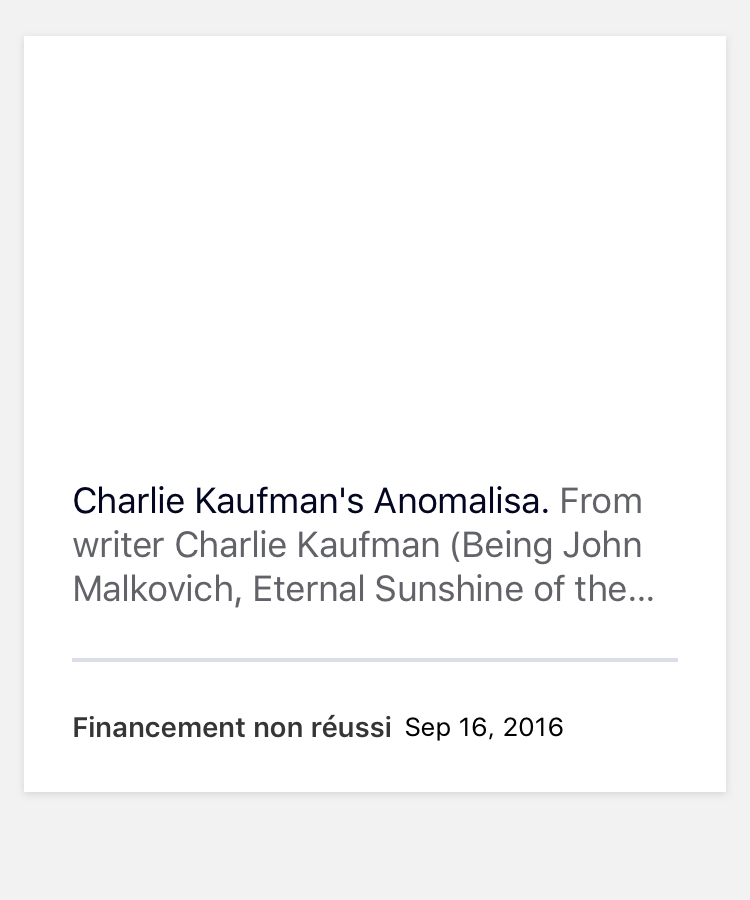 Charlie Kaufman's Anomalisa. From
writer Charlie Kaufman (Being John
Malkovich, Eternal Sunshine of the...
Financement non réussi Sep 16, 2016